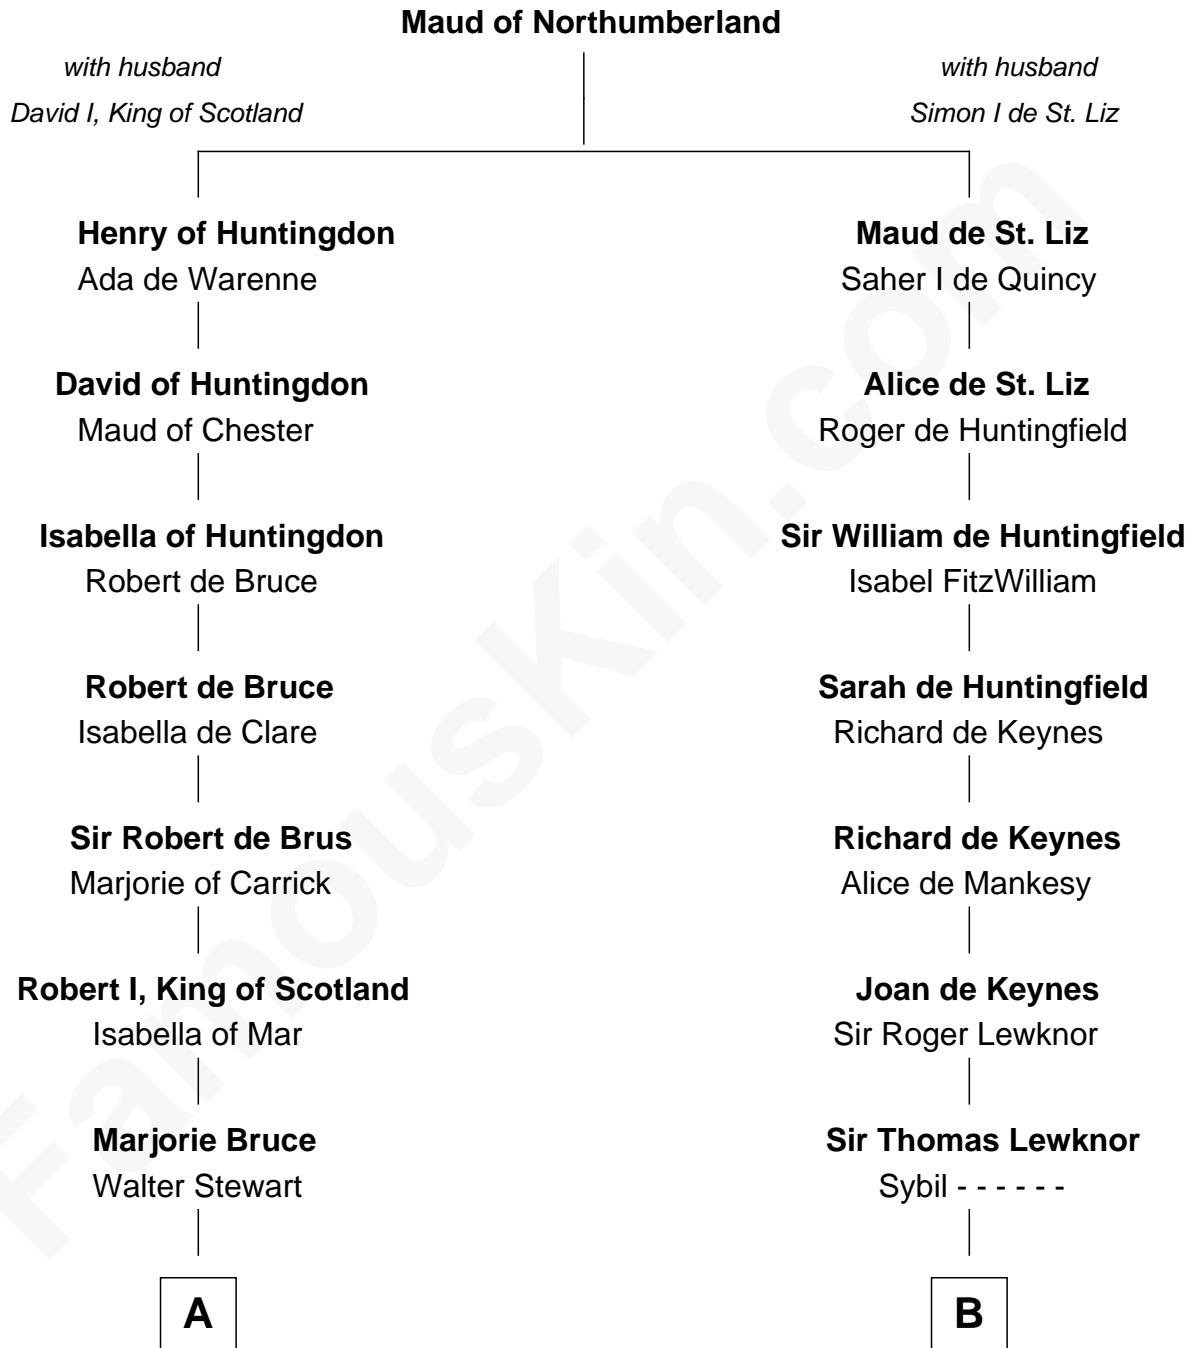 Maud of Northumberland
with husband
David I, King of Scotland
with husband
Simon I de St. Liz
Henry of Huntingdon
Ada de Warenne
Maud de St. Liz
Saher I de Quincy
David of Huntingdon
Maud of Chester
Alice de St. Liz
Roger de Huntingfield
Isabella of Huntingdon
Robert de Bruce
Sir William de Huntingfield
Isabel FitzWilliam
Robert de Bruce
Isabella de Clare
Sarah de Huntingfield
Richard de Keynes
Sir Robert de Brus
Marjorie of Carrick
Richard de Keynes
Alice de Mankesy
Robert I, King of Scotland
Isabella of Mar
Joan de Keynes
Sir Roger Lewknor
Marjorie Bruce
Walter Stewart
Sir Thomas Lewknor
Sybil - - - - - -
A
B
FamousKin.com